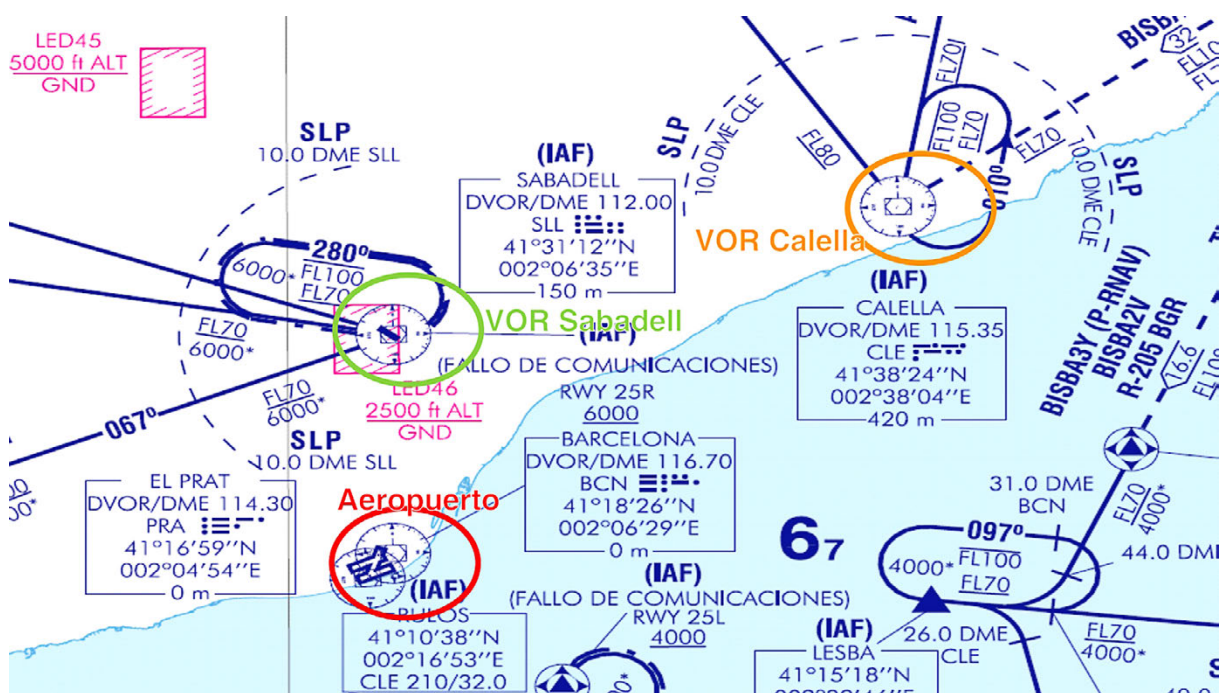 LED45
5000 ft ALT
GND
SLP
10.0 DME SLL
(IAF)
SABADELL
DVOR/DME 112.00
SLL
41°31'12''N
002°06'35''E
150 m
280º
6000* FL100
FL70
FL70
6000*
VOR Sabadell
(IAF)
(FALLO DE COMUNICACIONES)
RWY 25R
6000
LED46
2500 ft ALT
GND
067º
FL70
6000*
SLP
10.0 DME SLL
SLP
10.0 DME CLE
FL80
FL70
FL100
FL70
FL70
010º
BISBA
32
SLP
10.0 DME CLE
VOR Calella
(IAF)
CALELLA
DVOR/DME 115.35
CLE
41°38'24''N
002°38'04''E
420 m
BISBA3Y (P-RNAV)
BISBA2V
R-205 BGR
16.6
FL100
EL PRAT
DVOR/DME 114.30
PRA
41°16'59''N
002°04'54''E
0 m
Aeropuerto
BARCELONA
DVOR/DME 116.70
BCN
41°18'26''N
002°06'29''E
0 m
(IAF)
RULOS
41°10'38''N
002°16'53''E
CLE 210/32.0
(IAF)
(FALLO DE COMUNICACIONES)
RWY 25L
4000
67
31.0 DME
BCN
FL70
4000*
44.0 DME
097º
4000* FL100
FL70
26.0 DME
CLE
FL70
4000*
(IAF)
LESBA
41°15'18''N